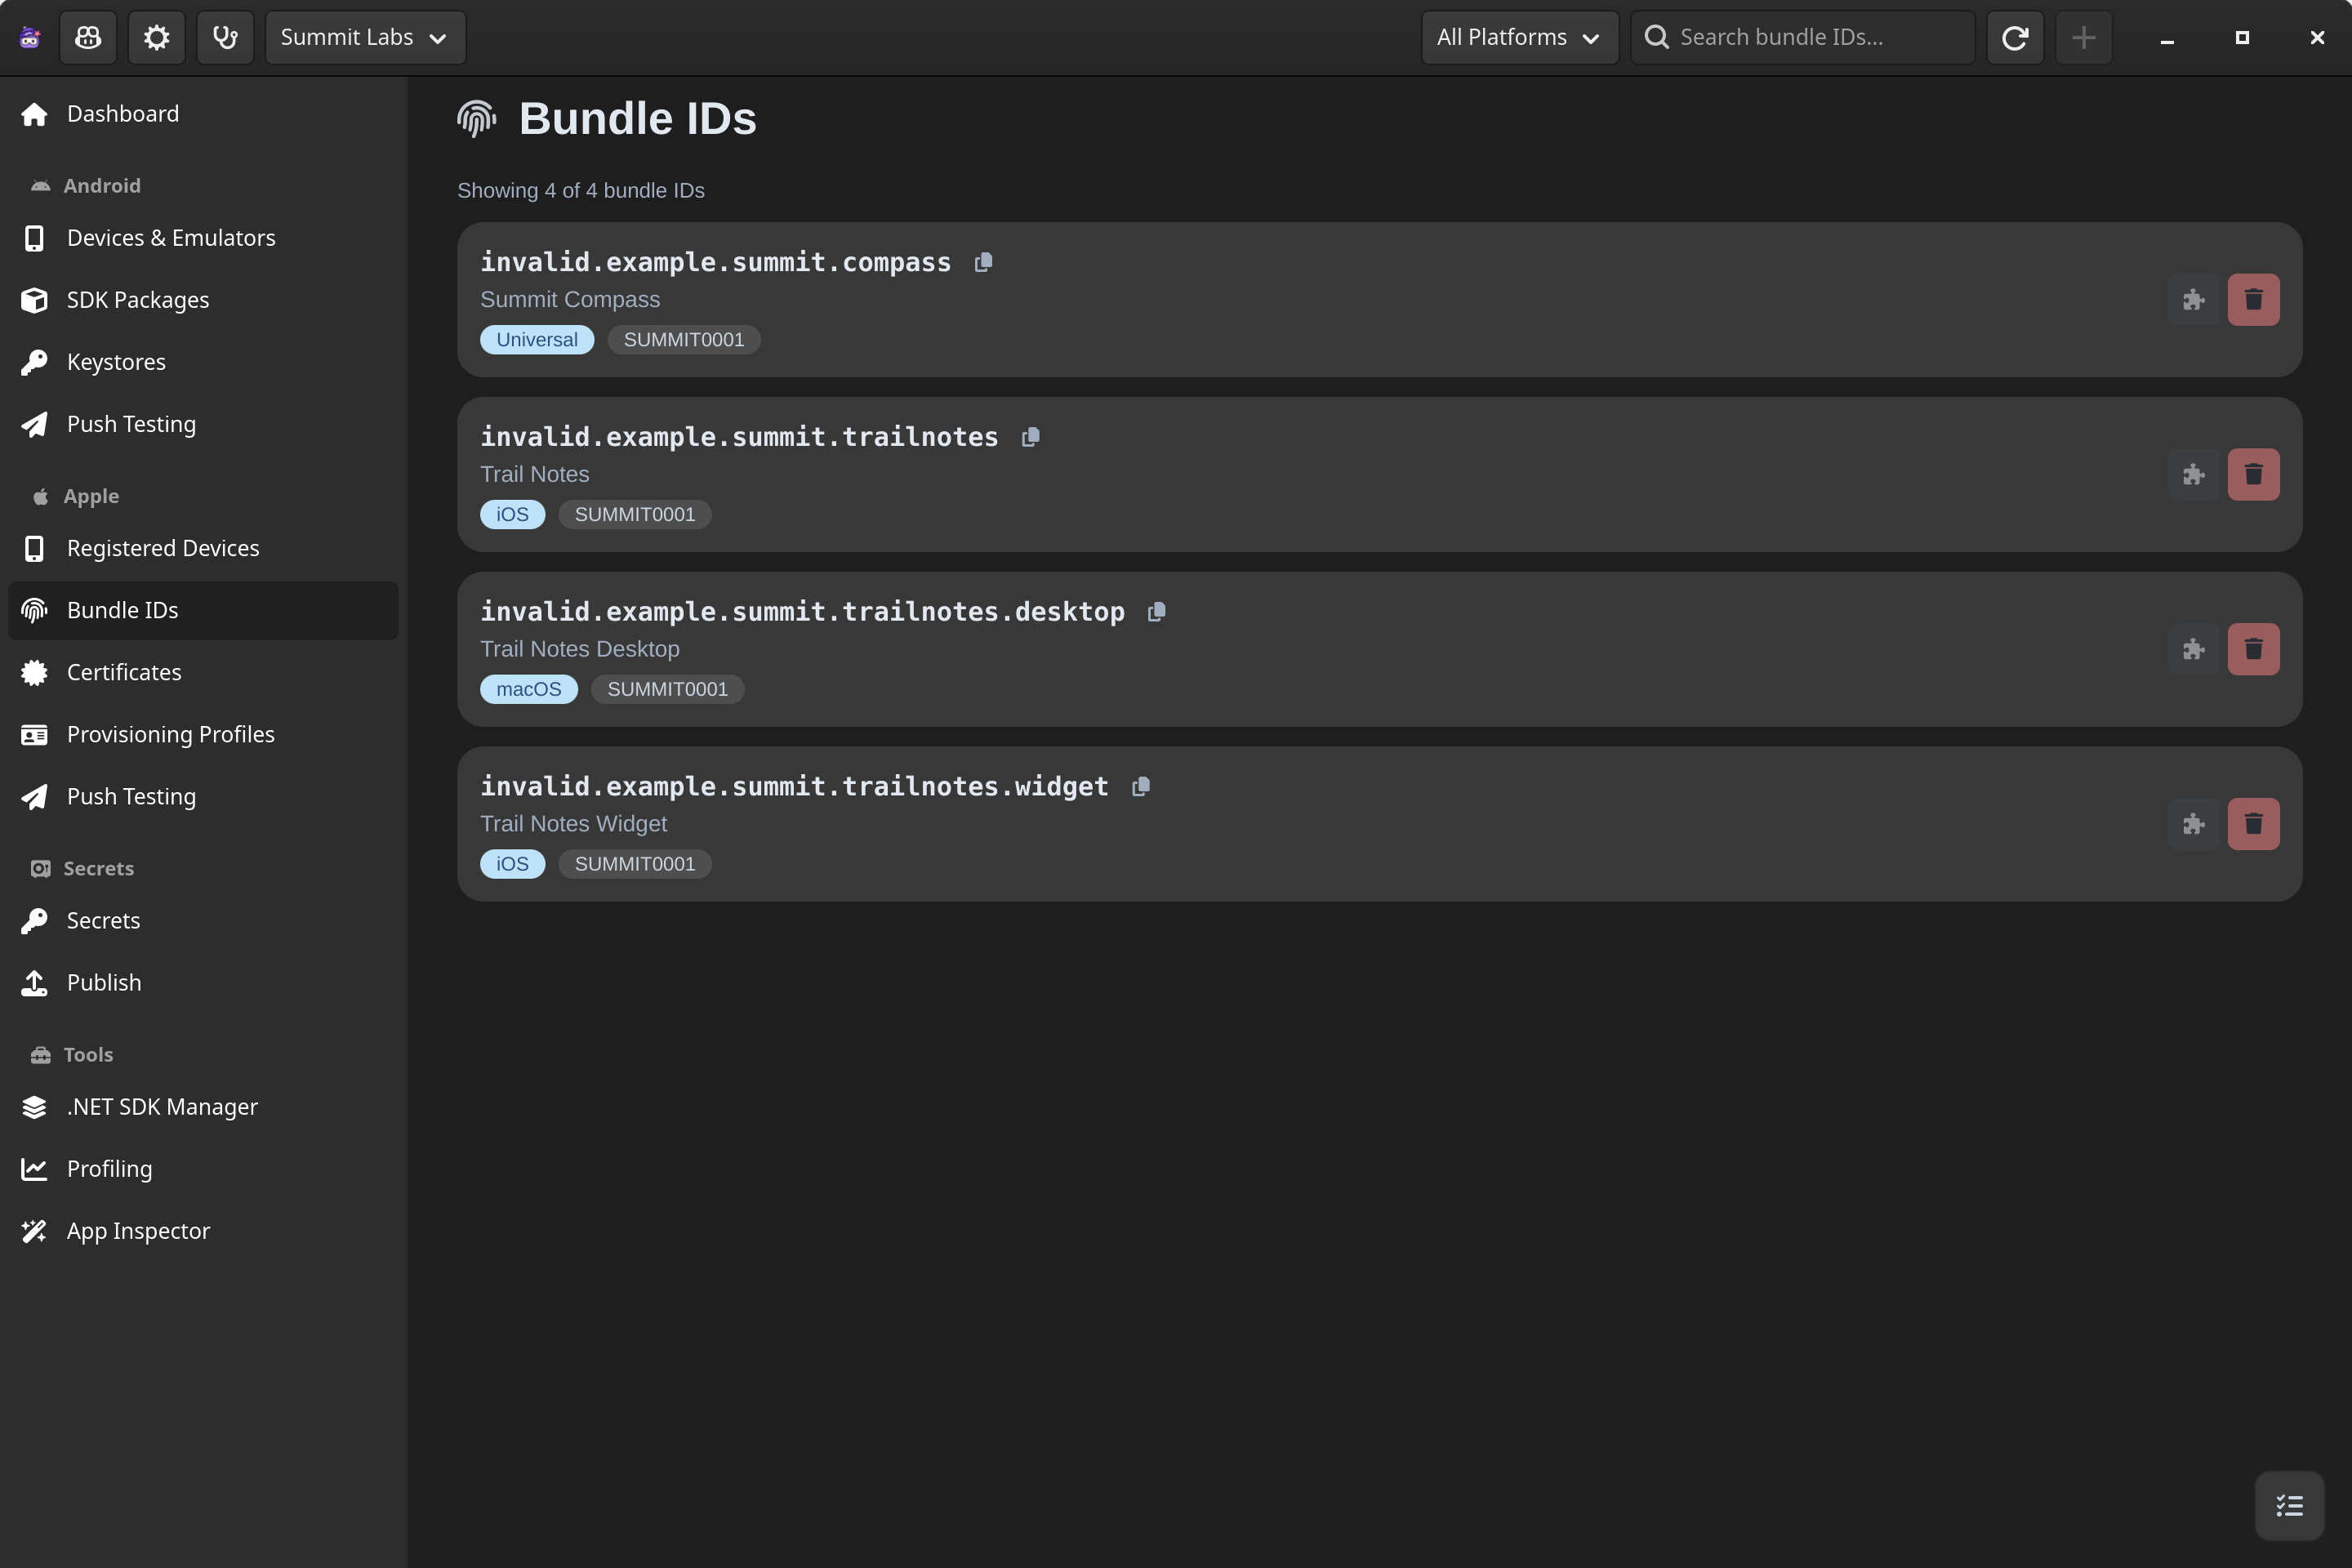 Summit Labs
All Platforms
Search bundle IDs...
Dashboard
Android
Devices & Emulators
SDK Packages
Keystores
Push Testing
Apple
Registered Devices
Bundle IDs
Certificates
Provisioning Profiles
Push Testing
Secrets
Secrets
Publish
Tools
.NET SDK Manager
Profiling
App Inspector
Bundle IDs
Showing 4 of 4 bundle IDs
invalid.example.summit.compass
Summit Compass
Universal SUMMIT0001
invalid.example.summit.trailnotes
Trail Notes
iOS SUMMIT0001
invalid.example.summit.trailnotes.desktop
Trail Notes Desktop
macOS SUMMIT0001
invalid.example.summit.trailnotes.widget
Trail Notes Widget
iOS SUMMIT0001